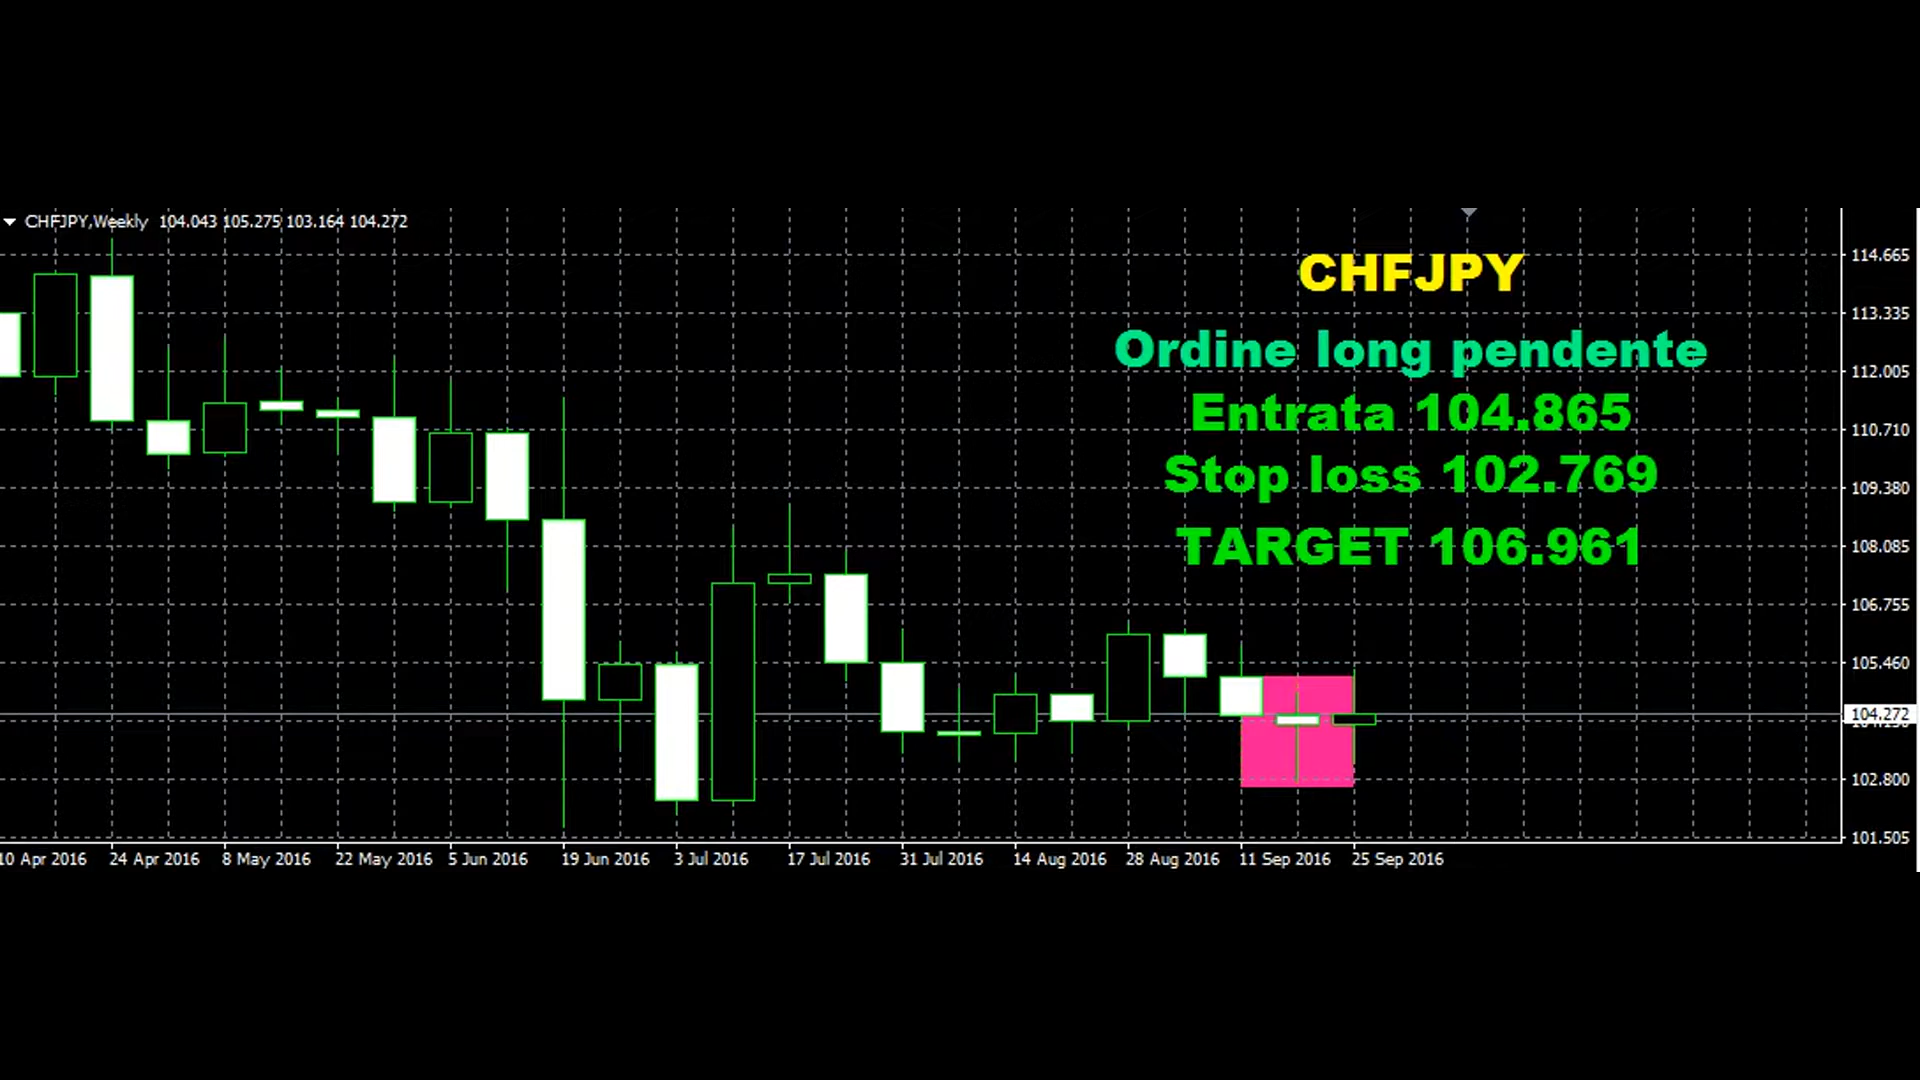 CHFJPY,Weekly 104.043 105.275 103.164 104.272
CHFJPY
Ordine long pendente
Entrata 104.865
Stop loss 102.769
TARGET 106.961
114.665
113.335
112.005
110.710
109.380
108.085
106.755
105.460
104.272
102.800
101.505
10 Apr 2016 24 Apr 2016 8 May 2016 22 May 2016 5 Jun 2016 19 Jun 2016 3 Jul 2016 17 Jul 2016 31 Jul 2016 14 Aug 2016 28 Aug 2016 11 Sep 2016 25 Sep 2016